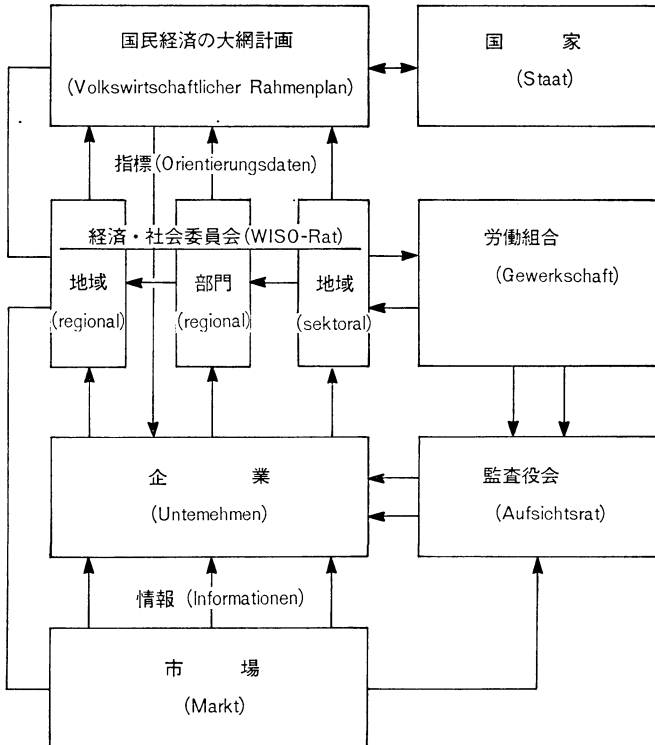 国民経済の大綱計画
(Volkswirtschaftlicher Rahmenplan)
国 家
(Staat)
指標(Orientierungsdaten)
経済・社会委員会(WISO-Rat)
地域
(regional)
部門
(regional)
地域
(sektoral)
労働組合
(Gewerkschaft)
企 業
(Untemehmen)
監査役会
(Aufsichtsrat)
情報 (Informationen)
市 場
(Markt)